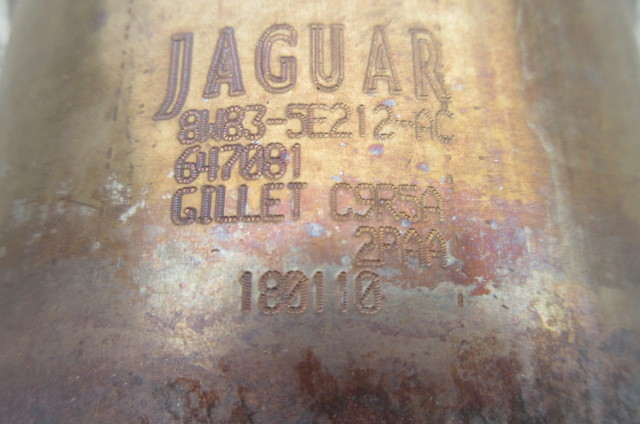 JAGUAR
8W83-5E212-AC
647081
GILLET C9R5A
2PAA
180110